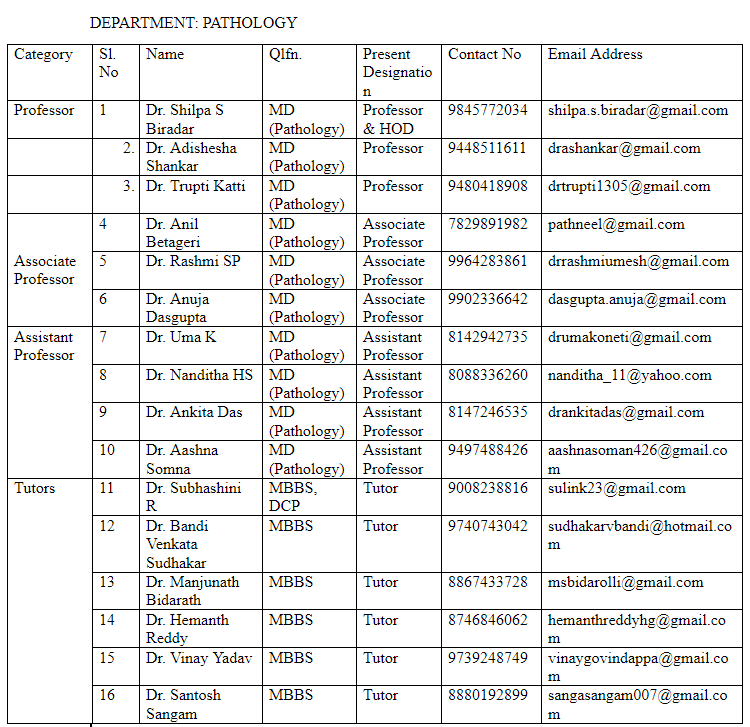 DEPARTMENT: PATHOLOGY
Category Sl. No Name Qlfn. Present Designatio n Contact No Email Address
Professor 1 Dr. Shilpa S Biradar MD (Pathology) Professor & HOD 9845772034 shilpa.s.biradar@gmail.com
2. Dr. Adishesha Shankar MD (Pathology) Professor 9448511611 drashankar@gmail.com
3. Dr. Trupti Katti MD (Pathology) Professor 9480418908 drtrupti1305@gmail.com
Associate Professor 4 Dr. Anil Betageri MD (Pathology) Associate Professor 7829891982 pathneel@gmail.com
5 Dr. Rashmi SP MD (Pathology) Associate Professor 9964283861 drrashmiumesh@gmail.com
6 Dr. Anuja Dasgupta MD (Pathology) Associate Professor 9902336642 dasgupta.anuja@gmail.com
Assistant Professor 7 Dr. Uma K MD (Pathology) Assistant Professor 8142942735 drumakoneti@gmail.com
8 Dr. Nanditha HS MD (Pathology) Assistant Professor 8088336260 nanditha_11@yahoo.com
9 Dr. Ankita Das MD (Pathology) Assistant Professor 8147246535 drankitadas@gmail.com
10 Dr. Aashna Somna MD (Pathology) Assistant Professor 9497488426 aashnasoman426@gmail.co m
Tutors 11 Dr. Subhashini R MBBS, DCP Tutor 9008238816 sulink23@gmail.com
12 Dr. Bandi Venkata Sudhakar MBBS Tutor 9740743042 sudhakarvbandi@hotmail.co m
13 Dr. Manjunath Bidarath MBBS Tutor 8867433728 msbidarolli@gmail.com
14 Dr. Hemanth Reddy MBBS Tutor 8746846062 hemanthreddyhg@gmail.co m
15 Dr. Vinay Yadav MBBS Tutor 9739248749 vinaygovindappa@gmail.co m
16 Dr. Santosh Sangam MBBS Tutor 8880192899 sangasangam007@gmail.co m